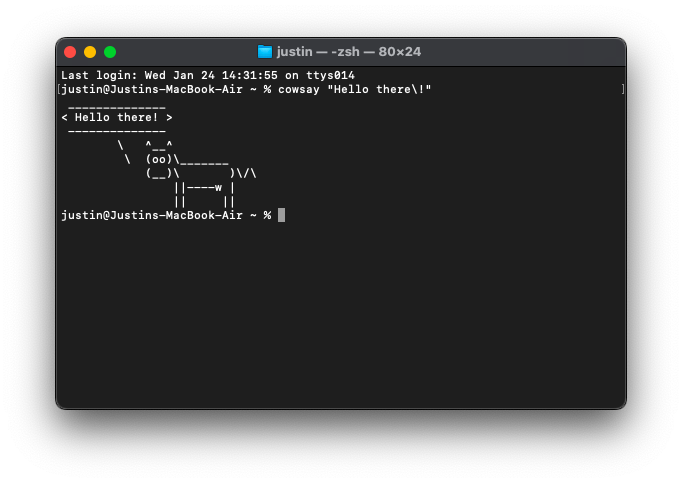 justin — -zsh — 80×24
Last login: Wed Jan 24 14:31:55 on ttys014
[justin@Justins-MacBook-Air ~ % cowsay "Hello there\!"                          ]
 ______________
< Hello there! >
 --------------
        \   ^__^
         \  (oo)\_______
            (__)\       )\/\
                ||----w |
                ||     ||
justin@Justins-MacBook-Air ~ %